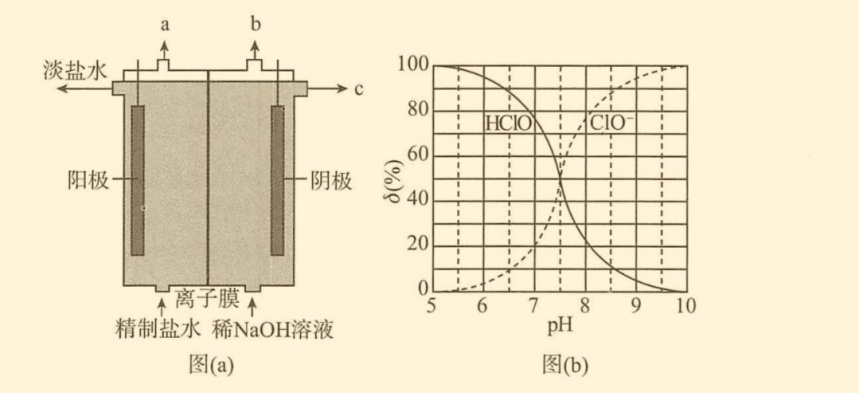 a
b
淡盐水
c
阳极
阴极
离子膜
精制盐水 稀NaOH溶液
图(a)
100
80
60
40
20
0
δ(%)
HClO
ClO⁻
5 6 7 8 9 10
pH
图(b)